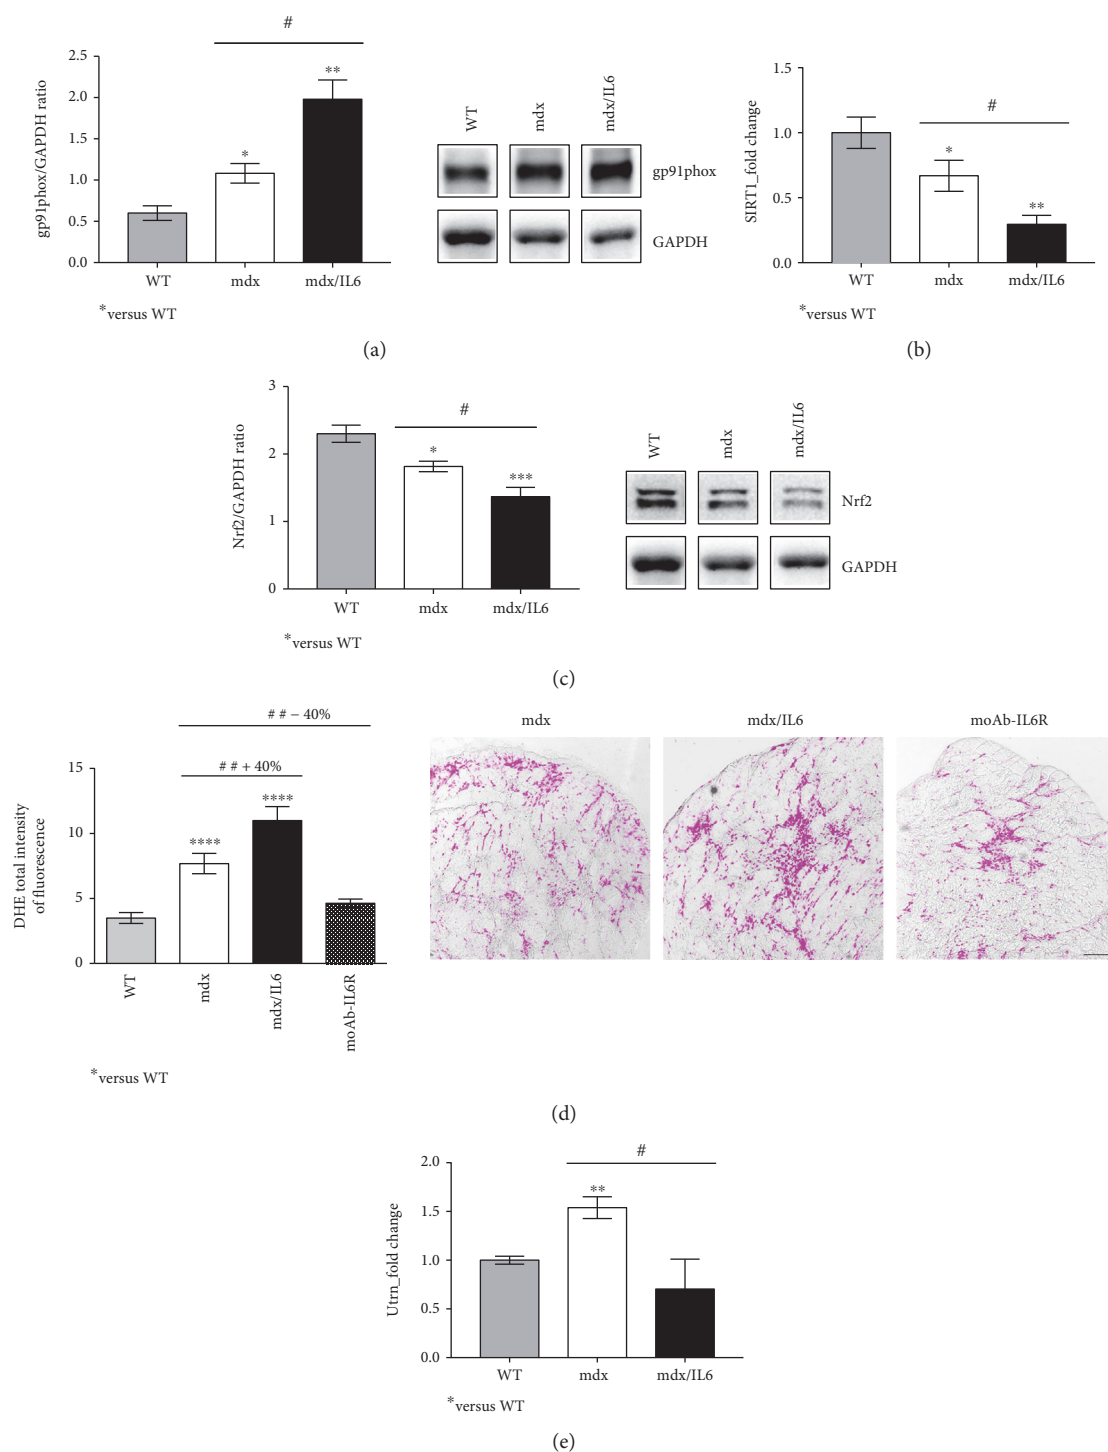 #
2.5
2.0
1.5
1.0
0.5
0.0
gp91phox/GAPDH ratio
*
**
WT
mdx
mdx/IL6
*versus WT
WT
mdx
mdx/IL6
gp91phox
GAPDH
(a)
1.5
1.0
0.5
0.0
SIRT1_fold change
#
*
**
WT
mdx
mdx/IL6
*versus WT
(b)
3
2
1
0
Nrf2/GAPDH ratio
#
*
***
WT
mdx
mdx/IL6
*versus WT
WT
mdx
mdx/IL6
Nrf2
GAPDH
(c)
# # − 40%
# # + 40%
15
10
5
0
DHE total intensity
of fluorescence
****
****
WT
mdx
mdx/IL6
moAb-IL6R
*versus WT
mdx
mdx/IL6
moAb-IL6R
(d)
2.0
1.5
1.0
0.5
0.0
Utrn_fold change
#
**
WT
mdx
mdx/IL6
*versus WT
(e)